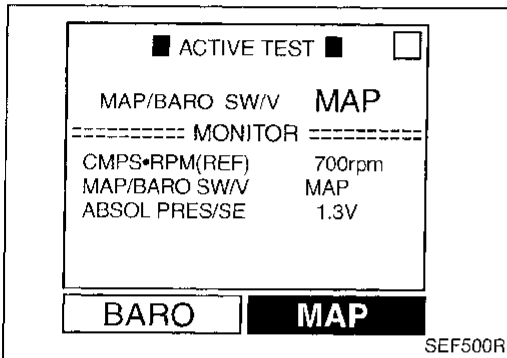 ■ ACTIVE TEST ■ □
MAP/BARO SW/V MAP
========= MONITOR =========
CMPS•RPM(REF) 700rpm
MAP/BARO SW/V MAP
ABSOL PRES/SE 1.3V
BARO MAP
SEF500R